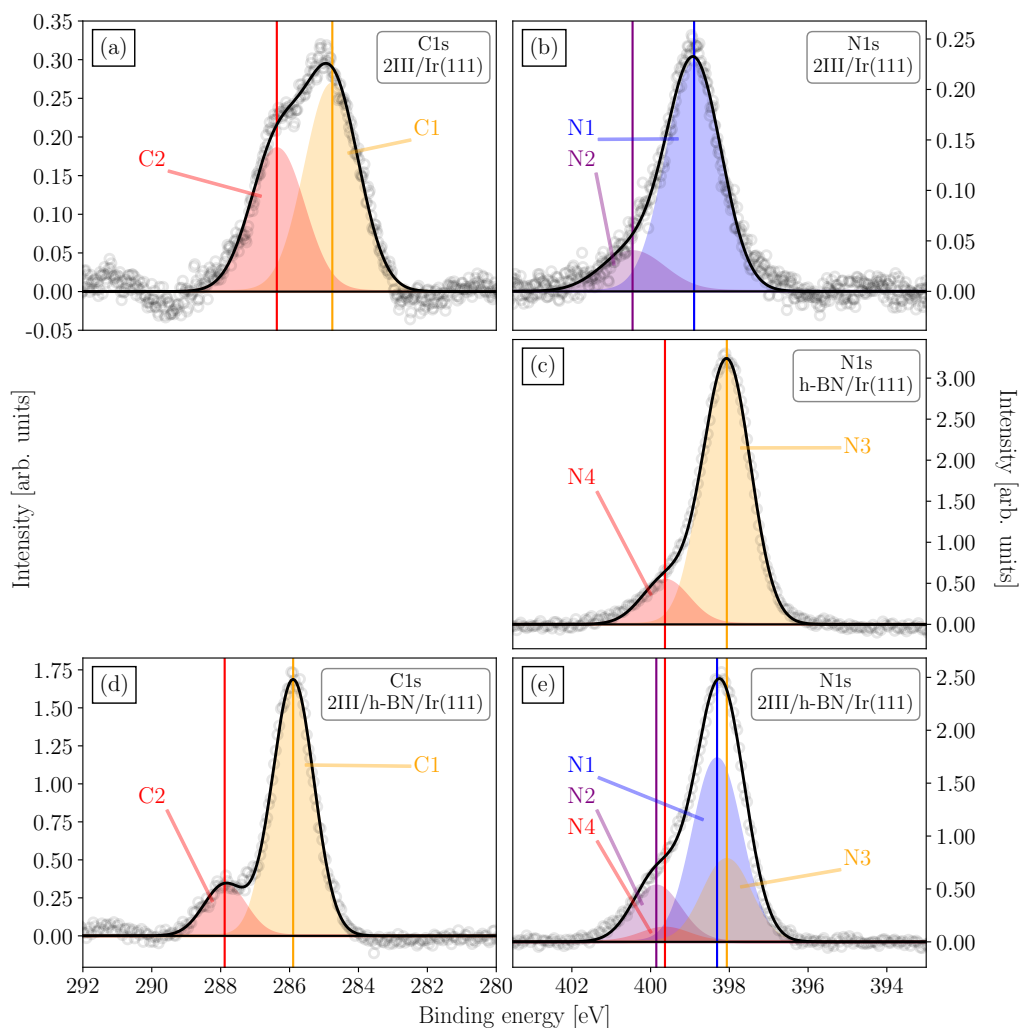 (a)
C1s
2III/Ir(111)
C1
C2
0.35
0.30
0.25
0.20
0.15
0.10
0.05
0.00
-0.05
(b)
N1s
2III/Ir(111)
N1
N2
0.25
0.20
0.15
0.10
0.05
0.00
(c)
N1s
h-BN/Ir(111)
N3
N4
3.00
2.50
2.00
1.50
1.00
0.50
0.00
Intensity [arb. units]
Intensity [arb. units]
(d)
C1s
2III/h-BN/Ir(111)
C1
C2
1.75
1.50
1.25
1.00
0.75
0.50
0.25
0.00
292 290 288 286 284 282 280
(e)
N1s
2III/h-BN/Ir(111)
N1
N2
N4
N3
2.50
2.00
1.50
1.00
0.50
0.00
402 400 398 396 394
Binding energy [eV]